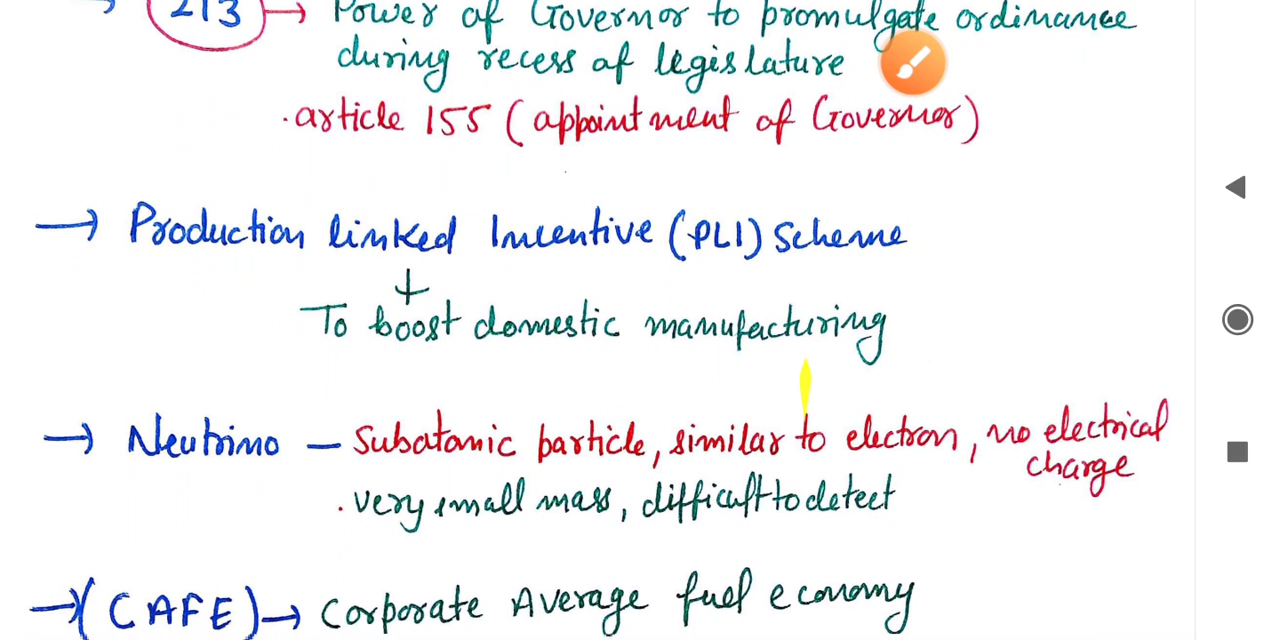 213 → Power of Governor to promulgate ordinance
during recess of legislature
.article 155 (appointment of Governor)
→ Production linked Incentive (PLI) Scheme
To boost domestic manufacturing
→ Neutrino – Subatomic particle, similar to electron, no electrical
charge
.very small mass, difficult to detect
→ (CAFE) → Corporate Average fuel economy